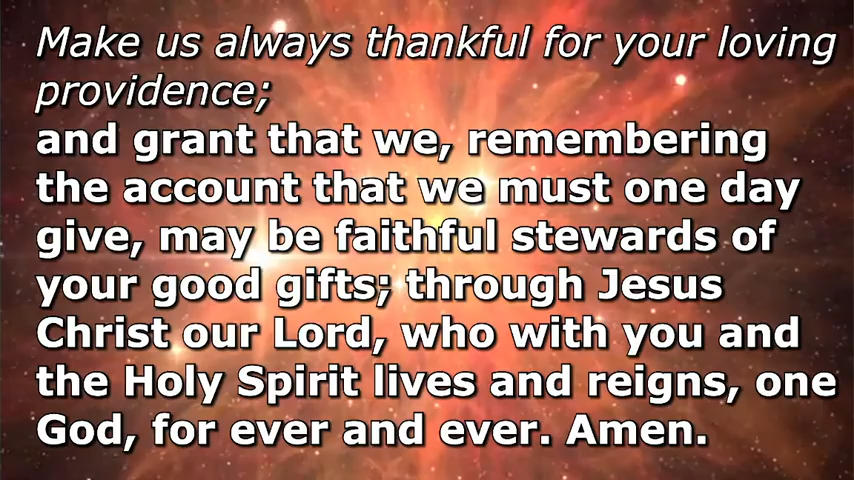 Make us always thankful for your loving
providence;
and grant that we, remembering
the account that we must one day
give, may be faithful stewards of
your good gifts; through Jesus
Christ our Lord, who with you and
the Holy Spirit lives and reigns, one
God, for ever and ever. Amen.